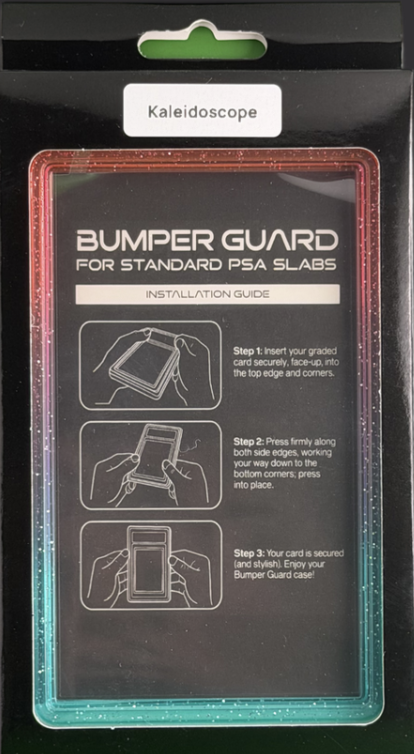 Kaleidoscope
BUMPER GUARD
FOR STANDARD PSA SLABS
INSTALLATION GUIDE
Step 1: Insert your graded
card securely, face-up, into
the top edge and corners.
Step 2: Press firmly along
both side edges, working
your way down to the
bottom corners; press
into place.
Step 3: Your card is secured
(and stylish). Enjoy your
Bumper Guard case!